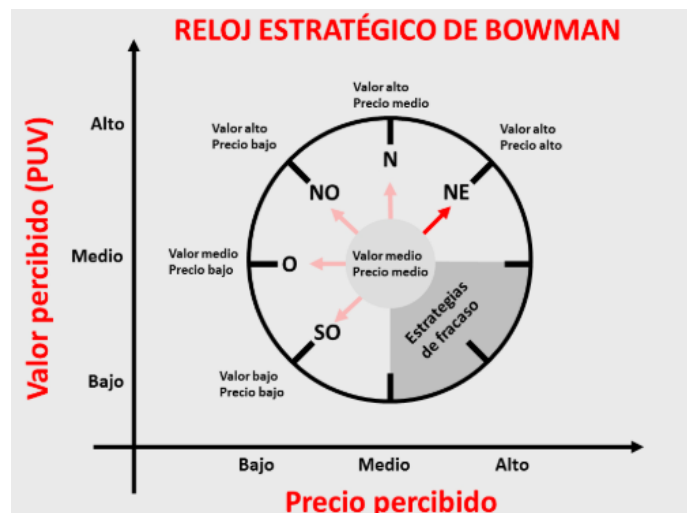 RELOJ ESTRATÉGICO DE BOWMAN
Valor percibido (PUV)
Alto
Medio
Bajo
Valor alto
Precio medio
Valor alto
Precio bajo
Valor alto
Precio alto
N
NO
NE
Valor medio
Precio bajo
O
Valor medio
Precio medio
SO
Estrategias
de fracaso
Valor bajo
Precio bajo
Bajo
Medio
Alto
Precio percibido